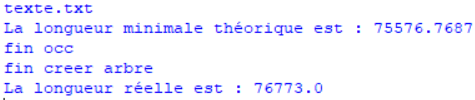 texte.txt
La longueur minimale théorique est : 75576.7687
fin occ
fin creer arbre
La longueur réelle est : 76773.0